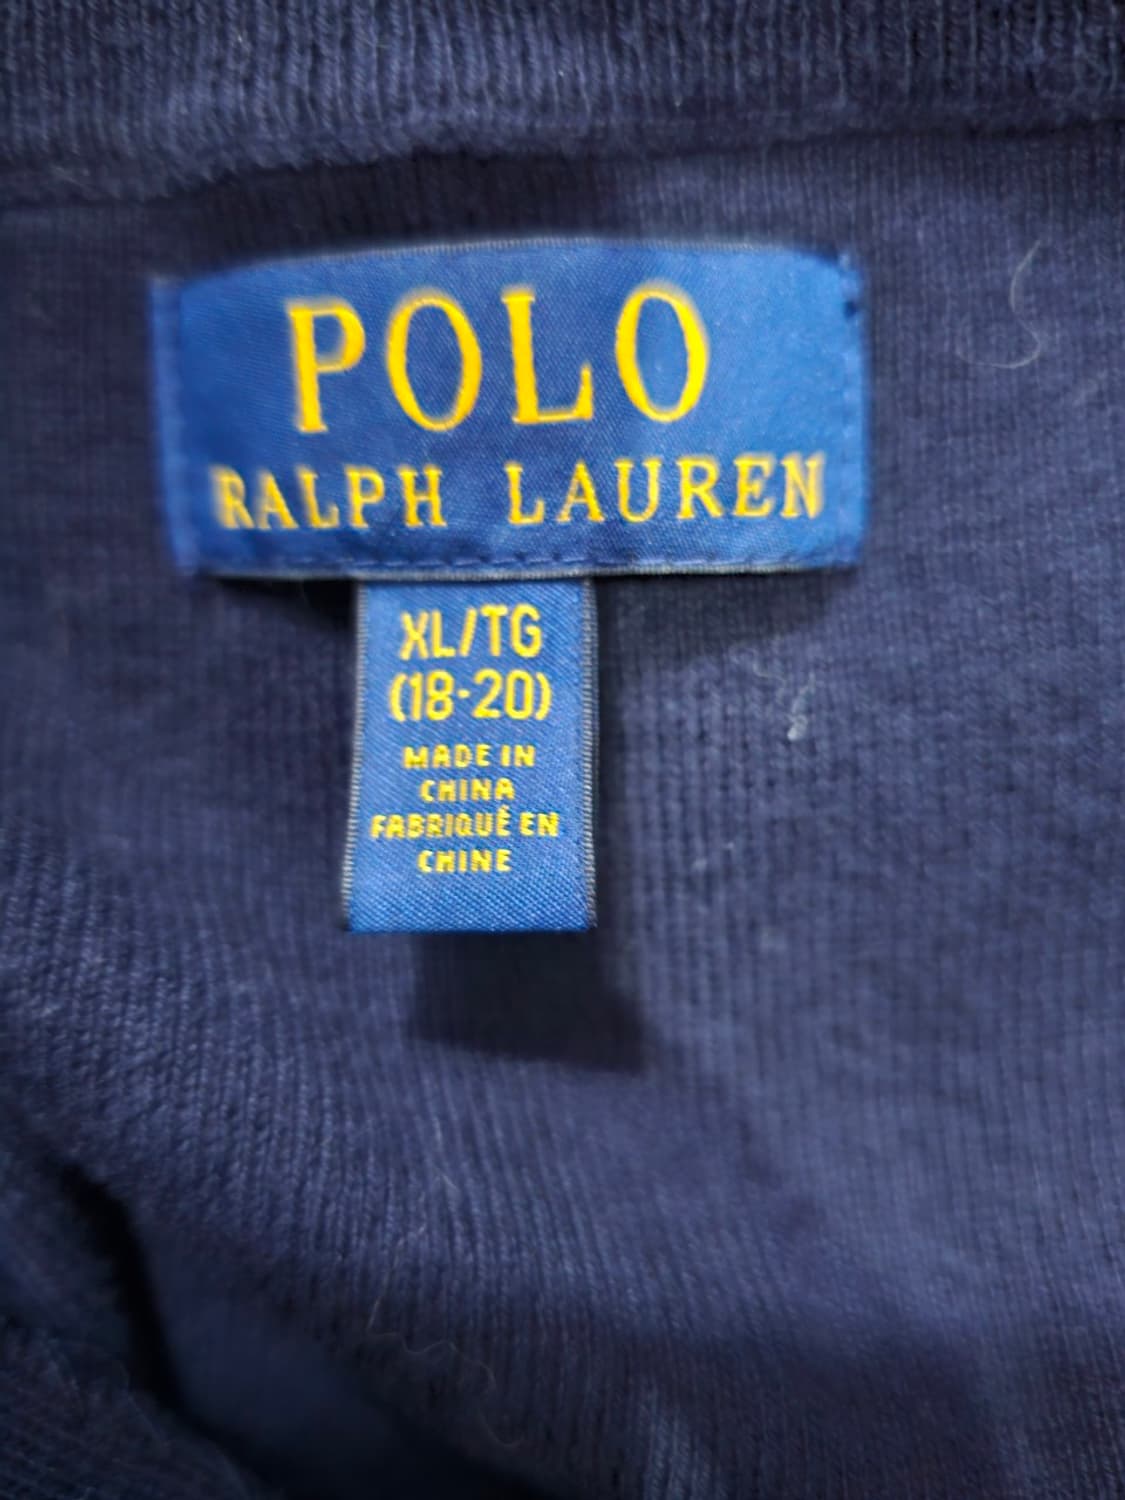 POLO
RALPH LAUREN
XL/TG
(18-20)
MADE IN
CHINA
FABRIQUÉ EN
CHINE